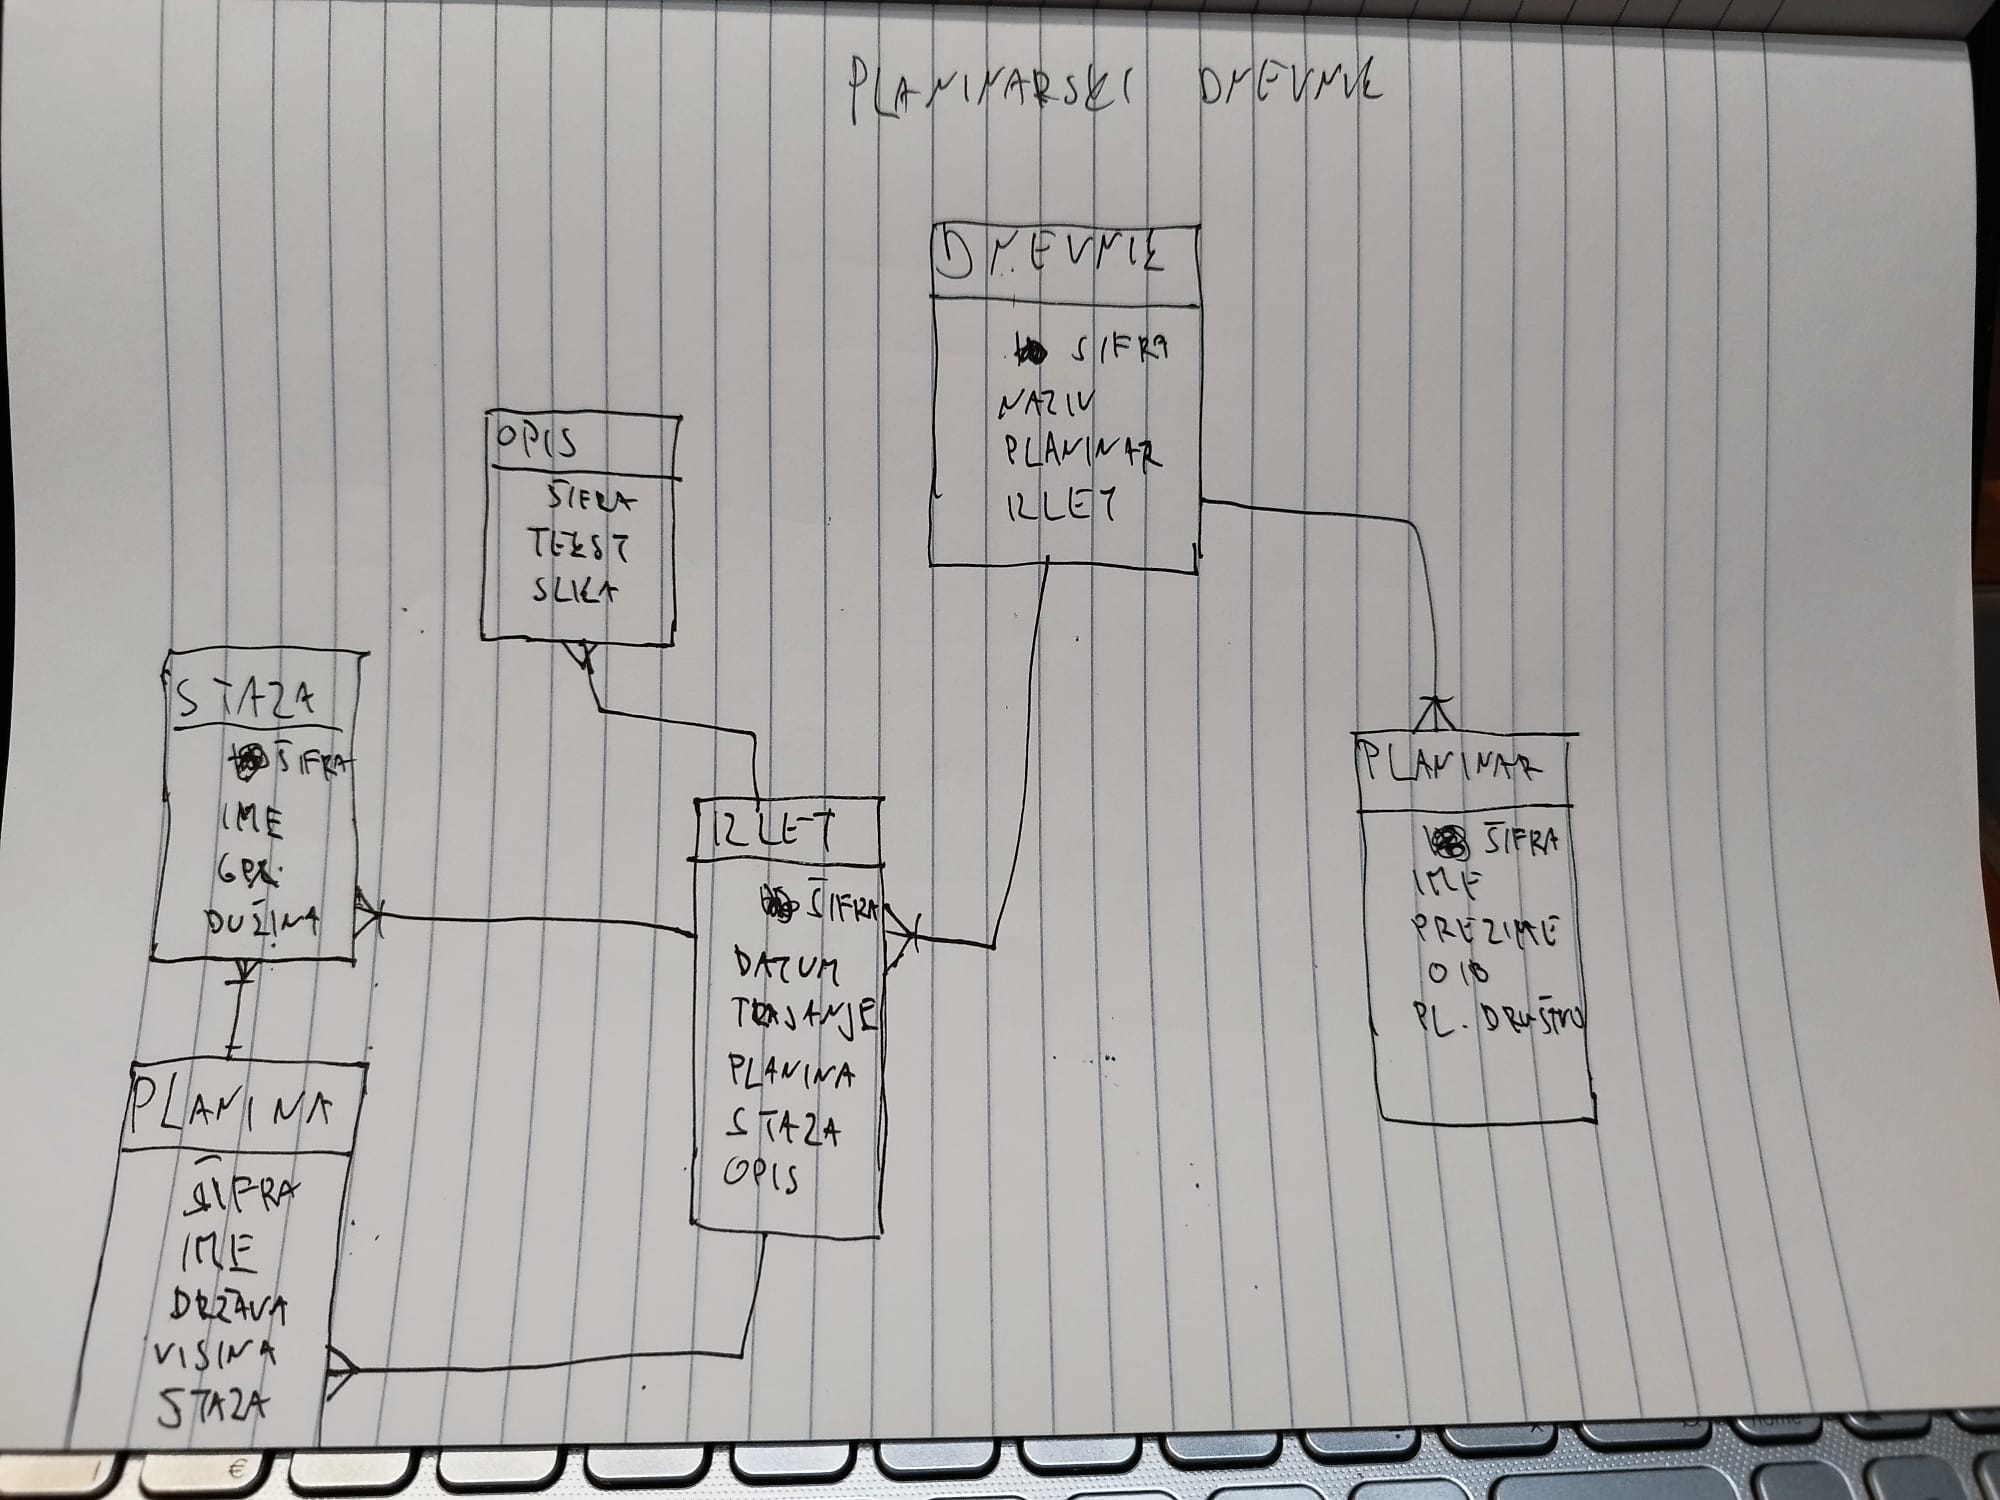 PLANINARSKI DNEVNIK
DNEVNIK
ŠIFRA
NAZIV
PLANINAR
IZLET
OPIS
ŠIFRA
TEKST
SLIKA
STAZA
ŠIFRA
IME
GPX.
DUŽINA
IZLET
ŠIFRA
DATUM
TRAJANJE
PLANINA
STAZA
OPIS
PLANINAR
ŠIFRA
IME
PREZIME
OIB
PL. DRUŠTVO
PLANINA
ŠIFRA
IME
DRŽAVA
VISINA
STAZA
€
home